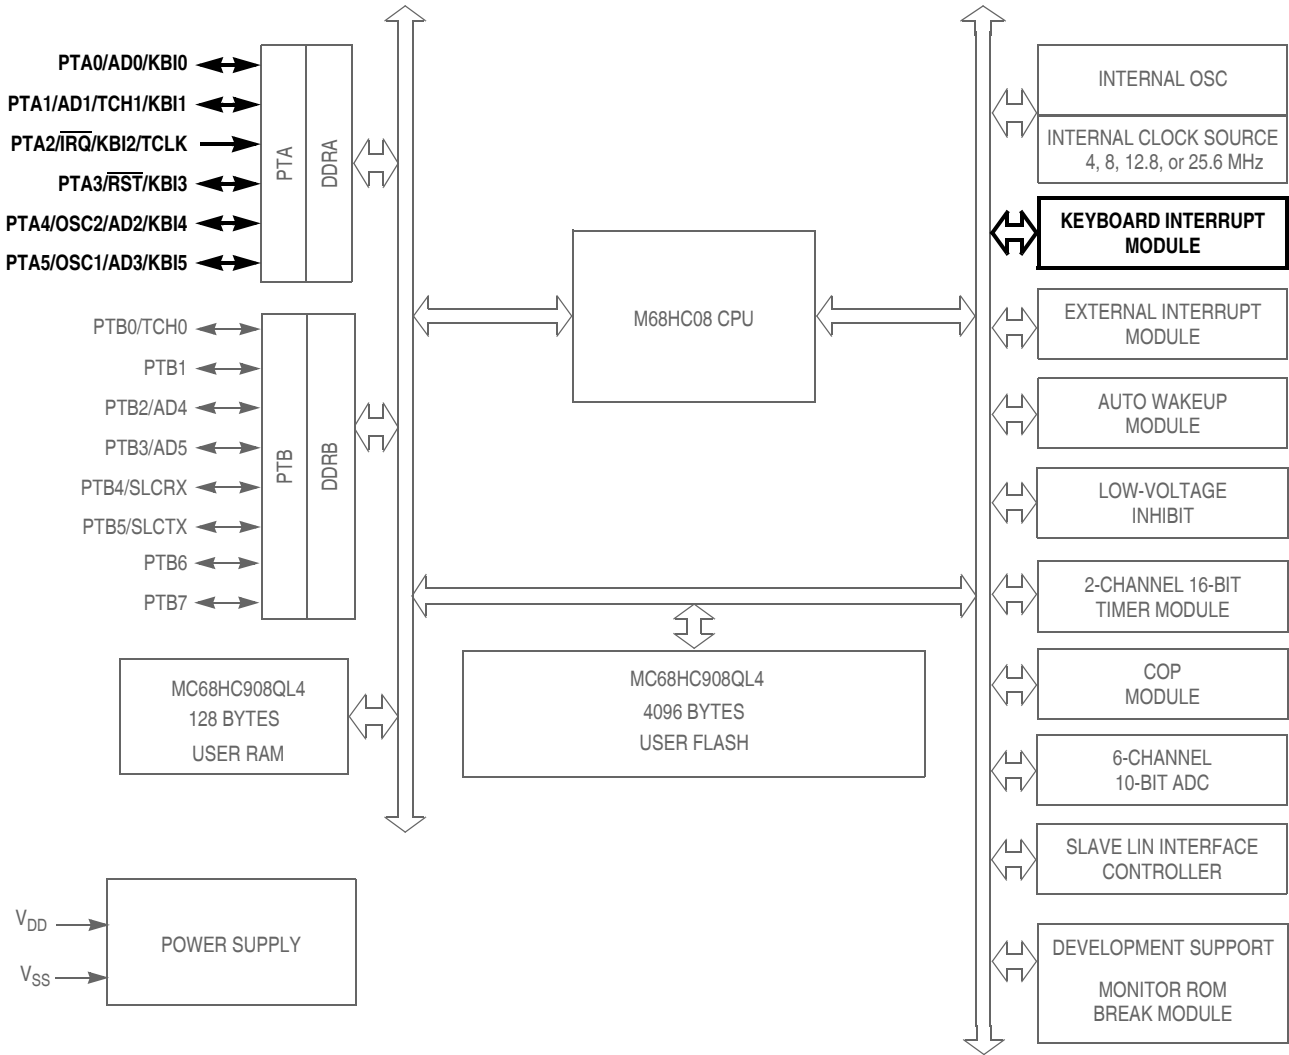 PTA0/AD0/KBI0
PTA1/AD1/TCH1/KBI1
PTA2/I̅R̅Q̅/KBI2/TCLK
PTA3/R̅S̅T̅/KBI3
PTA4/OSC2/AD2/KBI4
PTA5/OSC1/AD3/KBI5
PTA
DDRA
PTB0/TCH0
PTB1
PTB2/AD4
PTB3/AD5
PTB4/SLCRX
PTB5/SLCTX
PTB6
PTB7
PTB
DDRB
MC68HC908QL4
128 BYTES
USER RAM
V_DD
V_SS
POWER SUPPLY
M68HC08 CPU
MC68HC908QL4
4096 BYTES
USER FLASH
INTERNAL OSC
INTERNAL CLOCK SOURCE
4, 8, 12.8, or 25.6 MHz
KEYBOARD INTERRUPT
MODULE
EXTERNAL INTERRUPT
MODULE
AUTO WAKEUP
MODULE
LOW-VOLTAGE
INHIBIT
2-CHANNEL 16-BIT
TIMER MODULE
COP
MODULE
6-CHANNEL
10-BIT ADC
SLAVE LIN INTERFACE
CONTROLLER
DEVELOPMENT SUPPORT
MONITOR ROM
BREAK MODULE